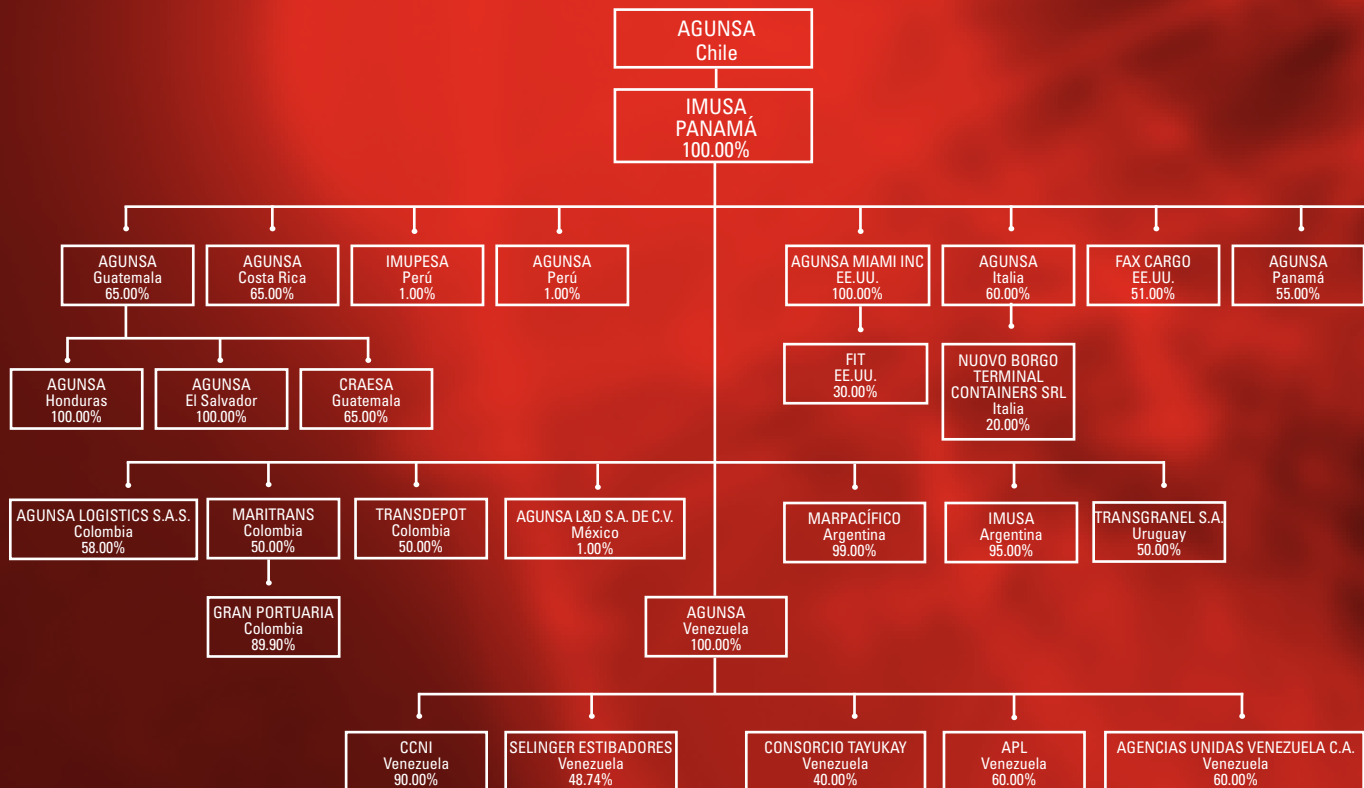 AGUNSA
Chile
IMUSA
PANAMÁ
100.00%
AGUNSA
Guatemala
65.00%
AGUNSA
Costa Rica
65.00%
IMUPESA
Perú
1.00%
AGUNSA
Perú
1.00%
AGUNSA MIAMI INC
EE.UU.
100.00%
AGUNSA
Italia
60.00%
FAX CARGO
EE.UU.
51.00%
AGUNSA
Panamá
55.00%
AGUNSA
Honduras
100.00%
AGUNSA
El Salvador
100.00%
CRAESA
Guatemala
65.00%
FIT
EE.UU.
30.00%
NUOVO BORGO
TERMINAL
CONTAINERS SRL
Italia
20.00%
AGUNSA LOGISTICS S.A.S.
Colombia
58.00%
MARITRANS
Colombia
50.00%
TRANSDEPOT
Colombia
50.00%
AGUNSA L&D S.A. DE C.V.
México
1.00%
MARPACÍFICO
Argentina
99.00%
IMUSA
Argentina
95.00%
TRANSGRANEL S.A.
Uruguay
50.00%
GRAN PORTUARIA
Colombia
89.90%
AGUNSA
Venezuela
100.00%
CCNI
Venezuela
90.00%
SELINGER ESTIBADORES
Venezuela
48.74%
CONSORCIO TAYUKAY
Venezuela
40.00%
APL
Venezuela
60.00%
AGENCIAS UNIDAS VENEZUELA C.A.
Venezuela
60.00%